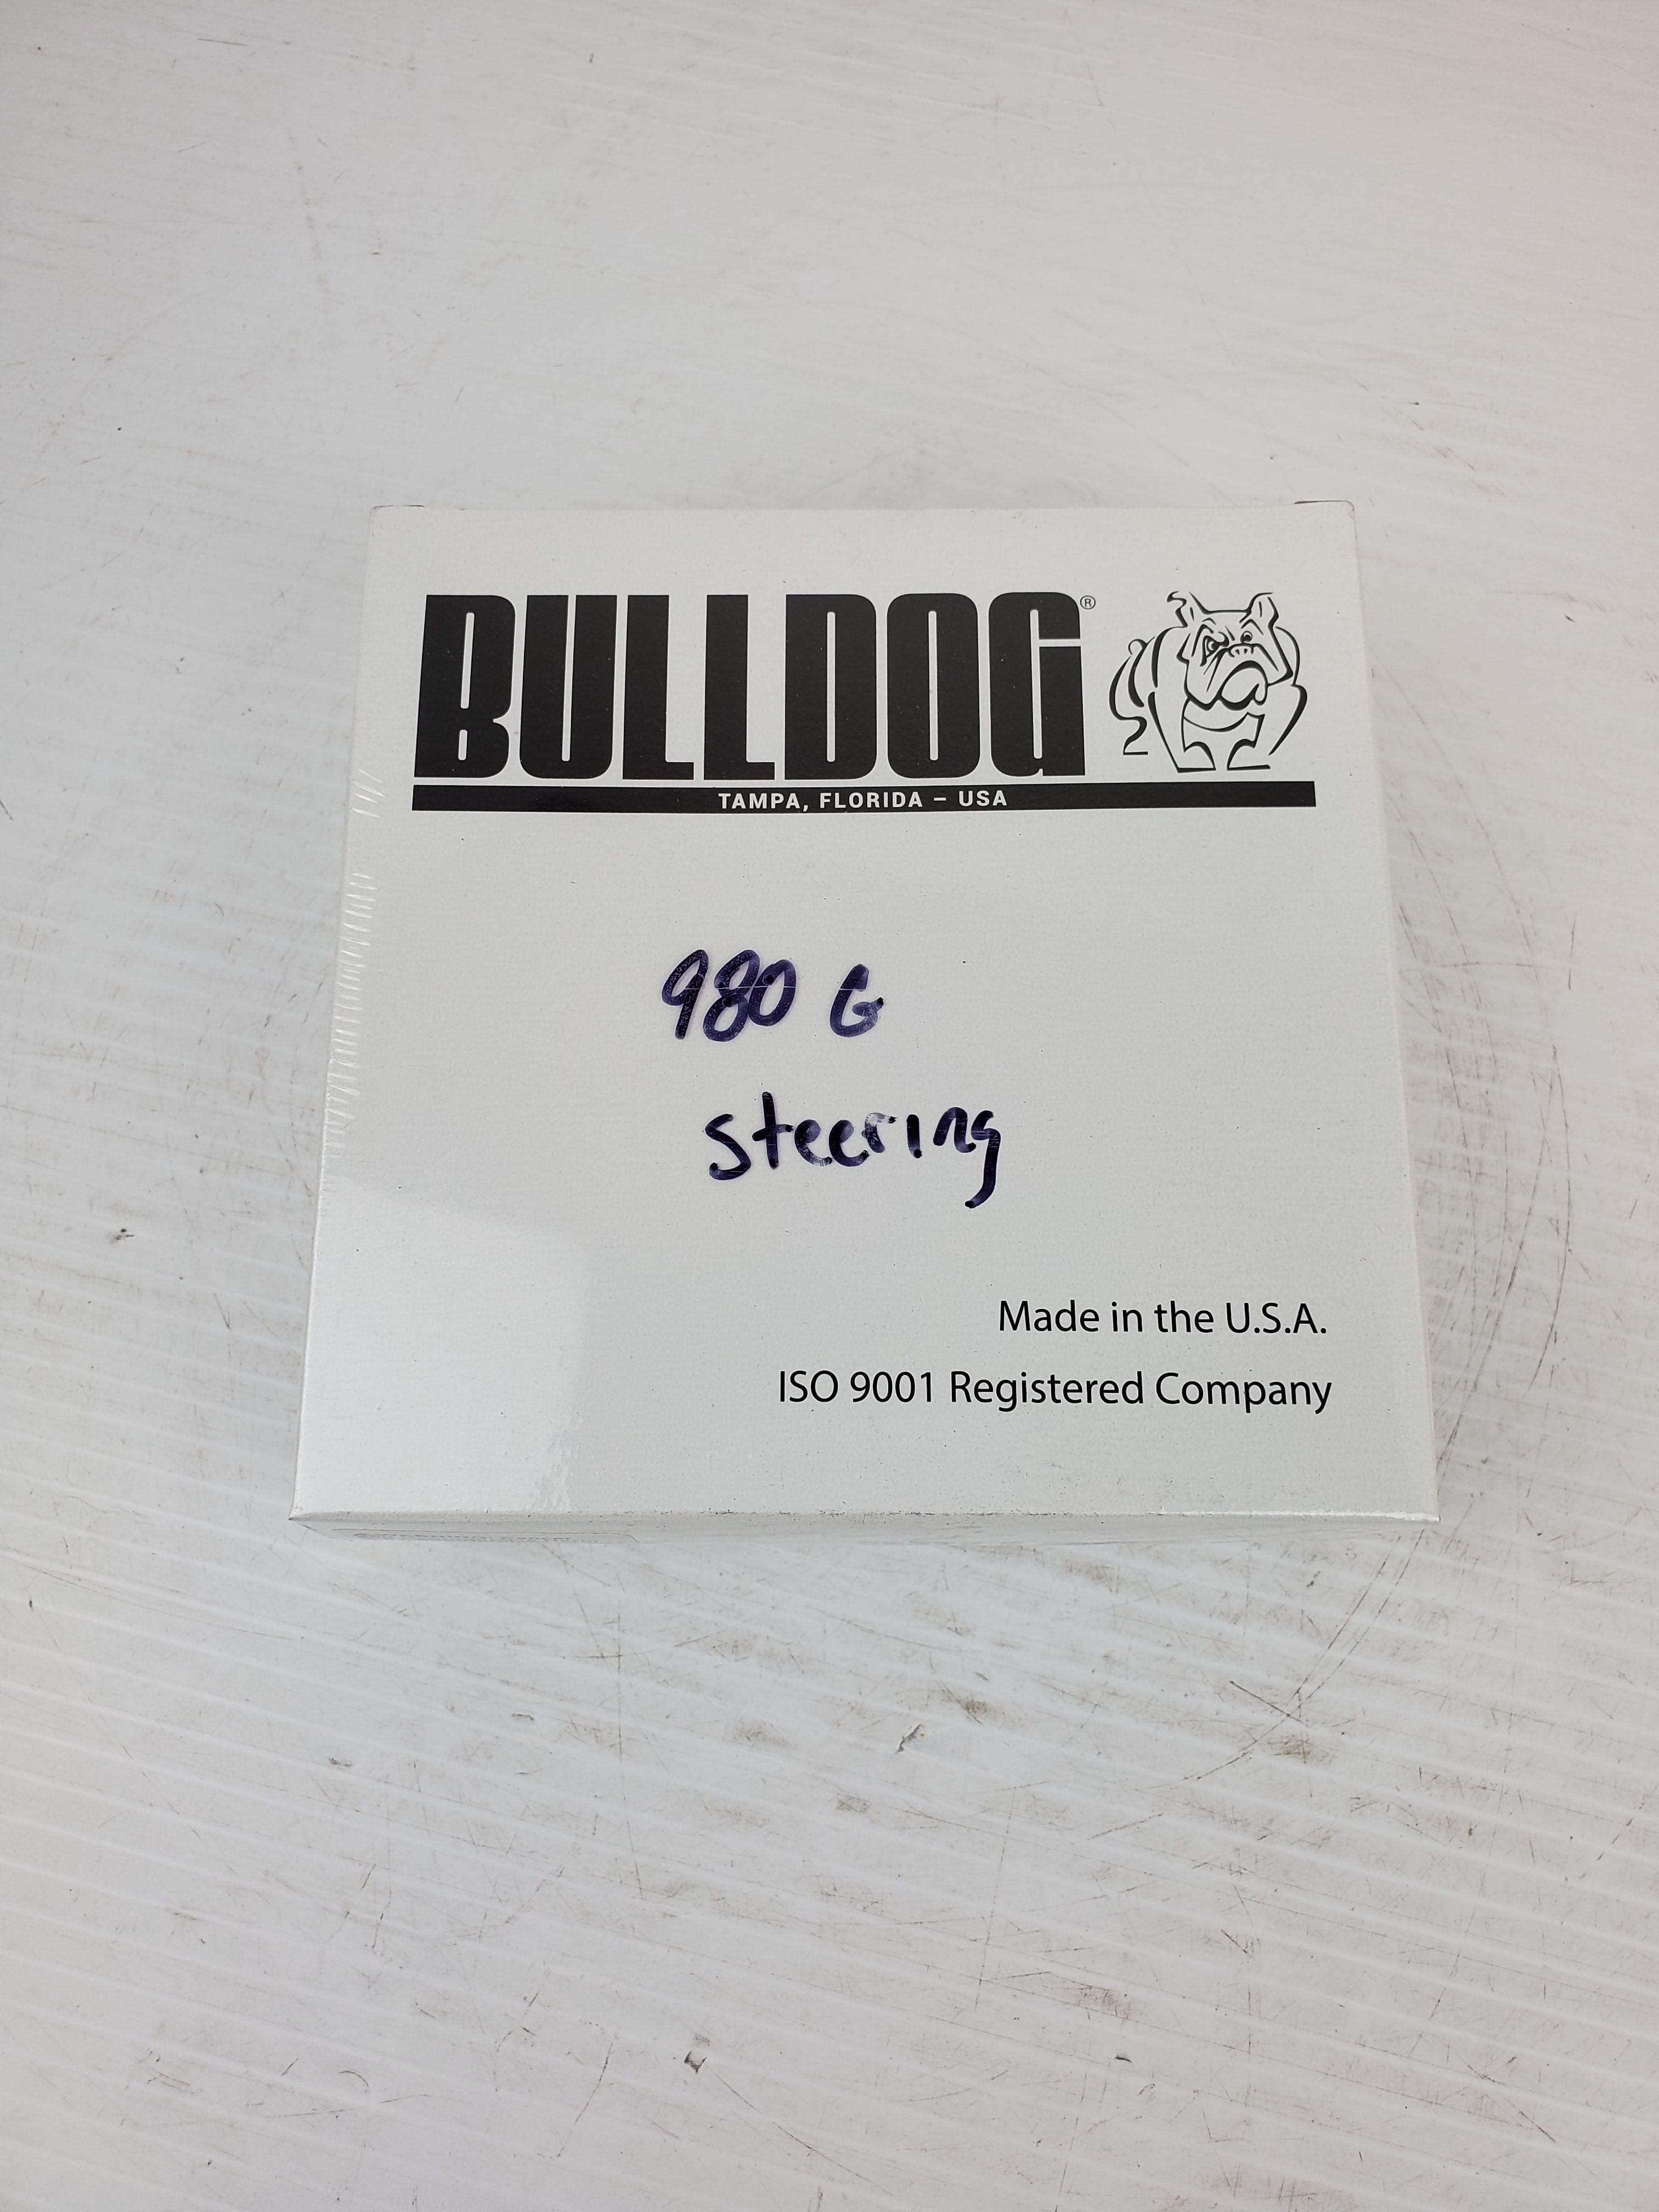 BULLDOG®
TAMPA, FLORIDA – USA
980 G
steering
Made in the U.S.A.
ISO 9001 Registered Company